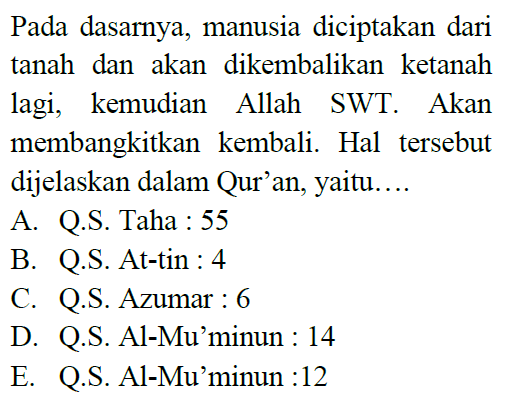 Pada dasarnya, manusia diciptakan dari
tanah dan akan dikembalikan ketanah
lagi, kemudian Allah SWT. Akan
membangkitkan kembali. Hal tersebut
dijelaskan dalam Qur’an, yaitu….
A. Q.S. Taha : 55
B. Q.S. At-tin : 4
C. Q.S. Azumar : 6
D. Q.S. Al-Mu’minun : 14
E. Q.S. Al-Mu’minun :12